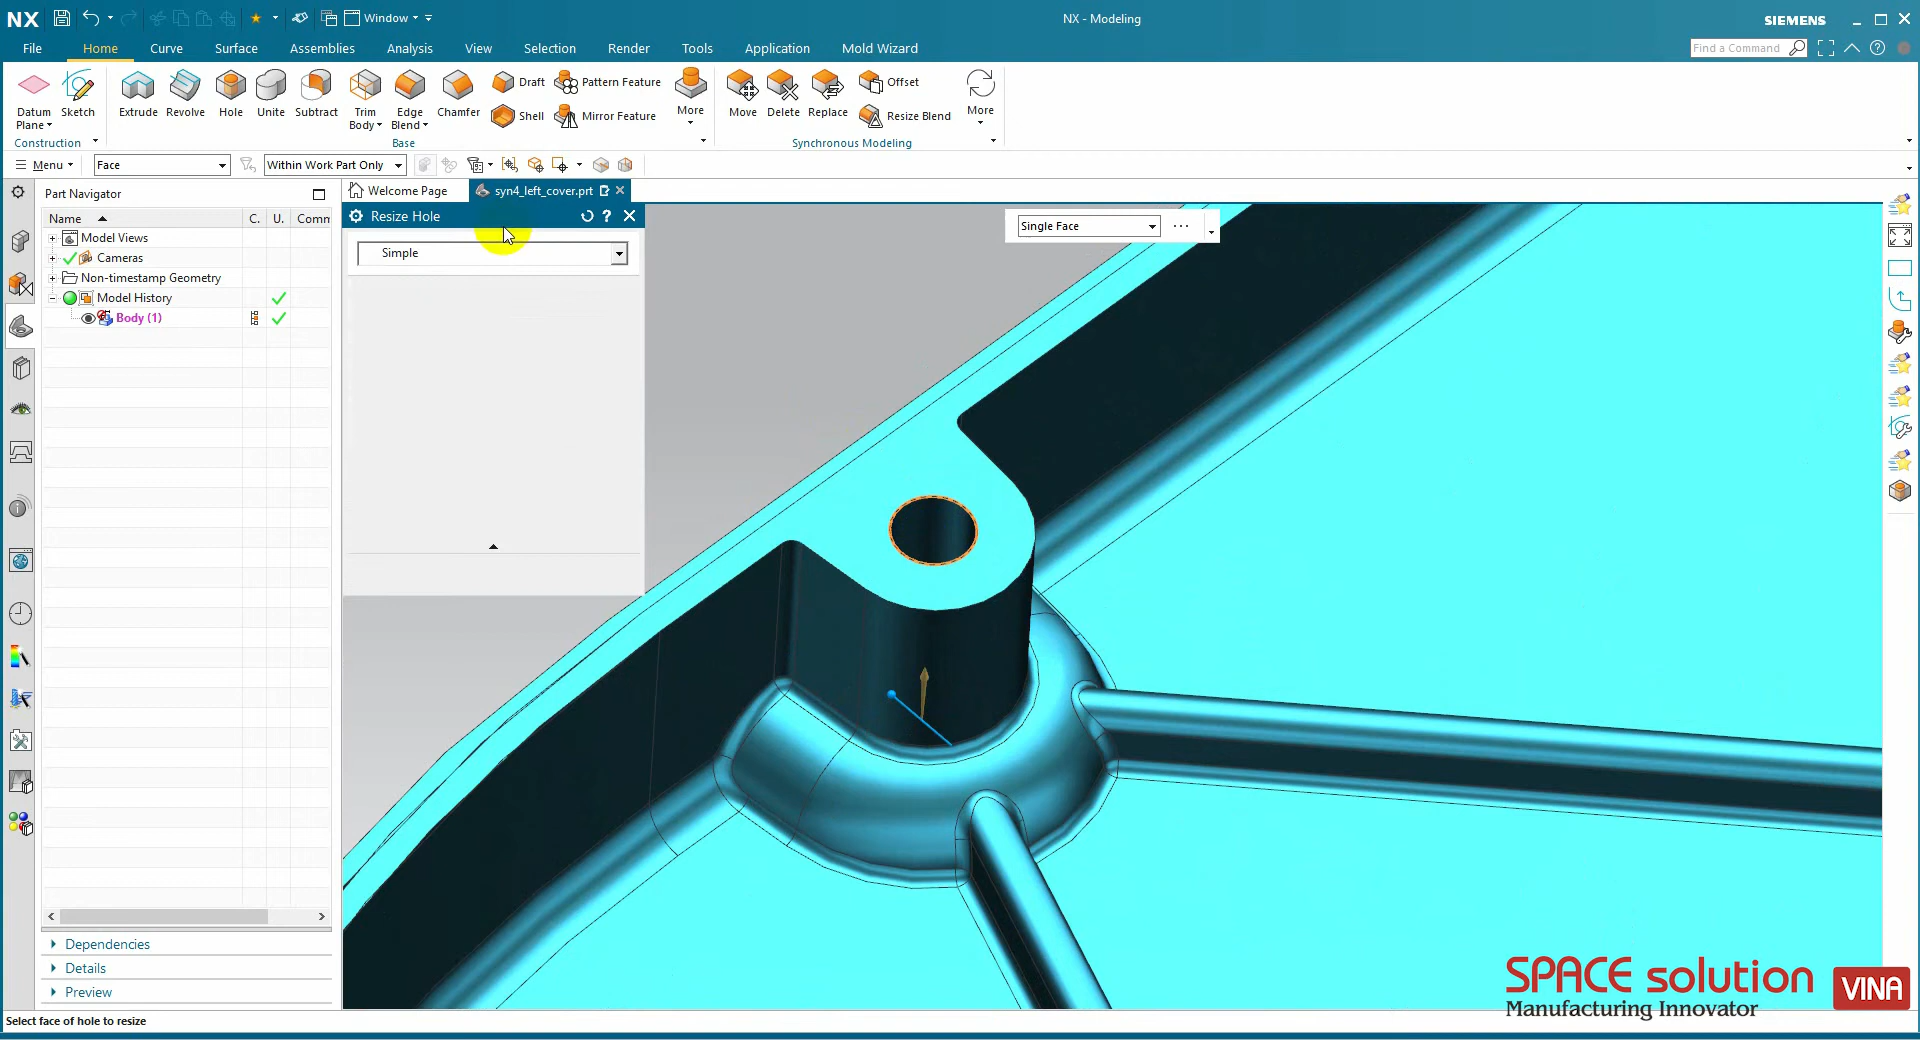 NX
Window
NX - Modeling
SIEMENS
File
Home
Curve
Surface
Assemblies
Analysis
View
Selection
Render
Tools
Application
Mold Wizard
Find a Command
Datum Plane
Sketch
Extrude
Revolve
Hole
Unite
Subtract
Trim Body
Edge Blend
Chamfer
Draft
Shell
Pattern Feature
Mirror Feature
More
Move
Delete
Replace
Offset
Resize Blend
More
Construction
Base
Synchronous Modeling
Menu
Face
Within Work Part Only
Part Navigator
Welcome Page
syn4_left_cover.prt
Name
C.
U.
Comm
Model Views
Cameras
Non-timestamp Geometry
Model History
Body (1)
Resize Hole
Simple
Single Face
Dependencies
Details
Preview
Select face of hole to resize
SPACE solution
Manufacturing Innovator
VINA